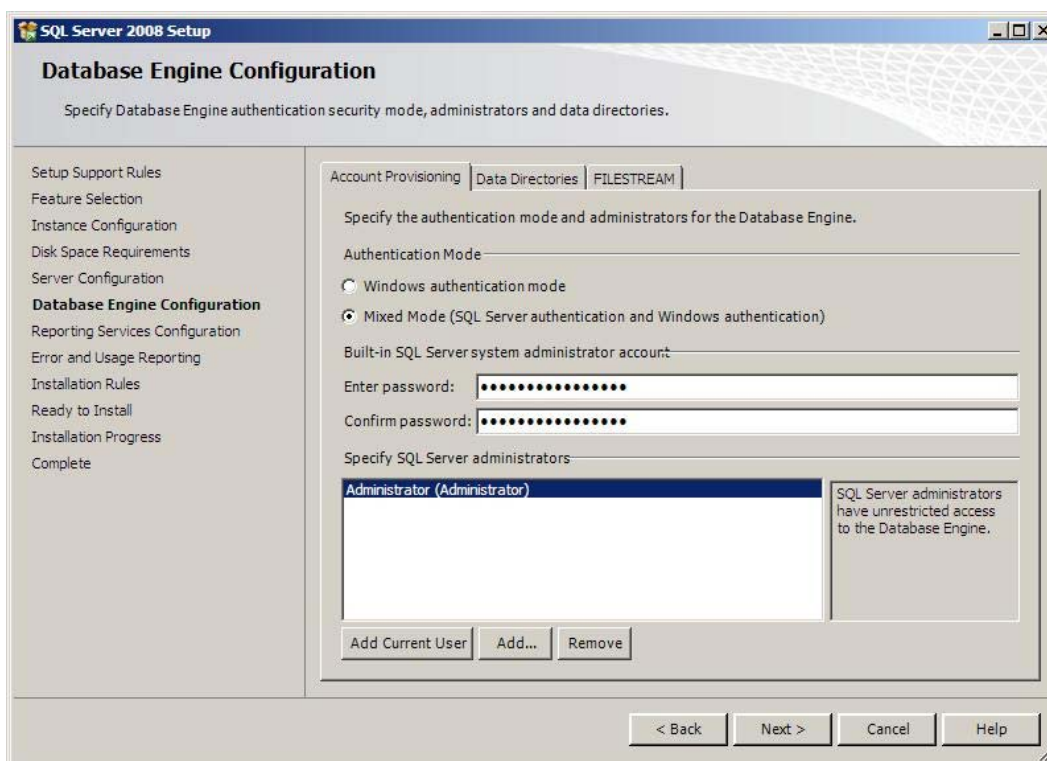 SQL Server 2008 Setup
Database Engine Configuration
Specify Database Engine authentication security mode, administrators and data directories.
Setup Support Rules
Feature Selection
Instance Configuration
Disk Space Requirements
Server Configuration
Database Engine Configuration
Reporting Services Configuration
Error and Usage Reporting
Installation Rules
Ready to Install
Installation Progress
Complete
Account Provisioning Data Directories FILESTREAM
Specify the authentication mode and administrators for the Database Engine.
Authentication Mode
Windows authentication mode
Mixed Mode (SQL Server authentication and Windows authentication)
Built-in SQL Server system administrator account
Enter password: ●●●●●●●●●●●●●●●●
Confirm password: ●●●●●●●●●●●●●●●●
Specify SQL Server administrators
Administrator (Administrator)
SQL Server administrators
have unrestricted access
to the Database Engine.
Add Current User Add... Remove
< Back Next > Cancel Help